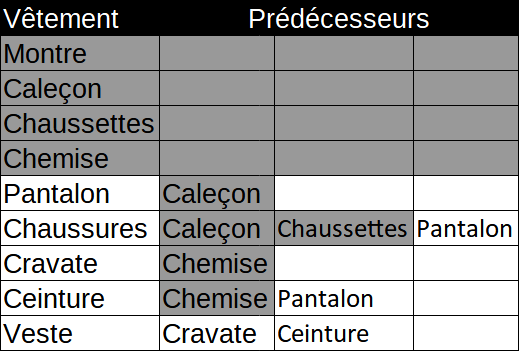 Vêtement Prédécesseurs
Montre
Caleçon
Chaussettes
Chemise
Pantalon Caleçon
Chaussures Caleçon Chaussettes Pantalon
Cravate Chemise
Ceinture Chemise Pantalon
Veste Cravate Ceinture